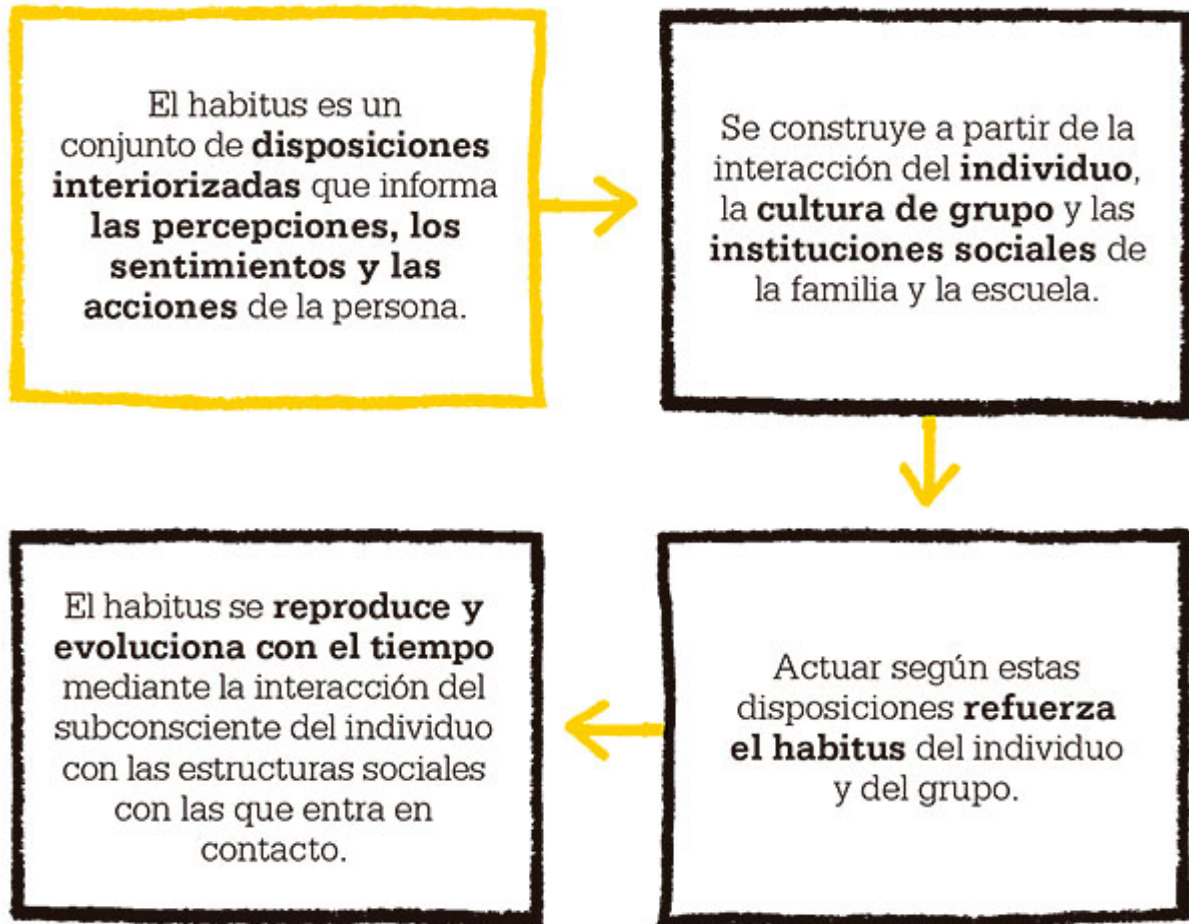 El habitus es un
conjunto de disposiciones
interiorizadas que informa
las percepciones, los
sentimientos y las
acciones de la persona.
Se construye a partir de la
interacción del individuo,
la cultura de grupo y las
instituciones sociales de
la familia y la escuela.
Actuar según estas
disposiciones refuerza
el habitus del individuo
y del grupo.
El habitus se reproduce y
evoluciona con el tiempo
mediante la interacción del
subconsciente del individuo
con las estructuras sociales
con las que entra en
contacto.